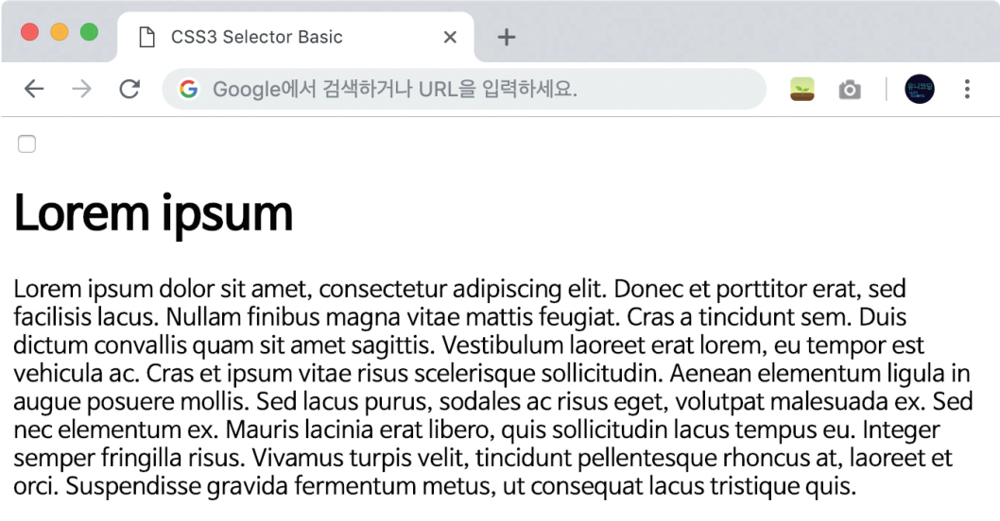 CSS3 Selector Basic
Google에서 검색하거나 URL을 입력하세요.
유니코딩
Lorem ipsum
Lorem ipsum dolor sit amet, consectetur adipiscing elit. Donec et porttitor erat, sed
facilisis lacus. Nullam finibus magna vitae mattis feugiat. Cras a tincidunt sem. Duis
dictum convallis quam sit amet sagittis. Vestibulum laoreet erat lorem, eu tempor est
vehicula ac. Cras et ipsum vitae risus scelerisque sollicitudin. Aenean elementum ligula in
augue posuere mollis. Sed lacus purus, sodales ac risus eget, volutpat malesuada ex. Sed
nec elementum ex. Mauris lacinia erat libero, quis sollicitudin lacus tempus eu. Integer
semper fringilla risus. Vivamus turpis velit, tincidunt pellentesque rhoncus at, laoreet et
orci. Suspendisse gravida fermentum metus, ut consequat lacus tristique quis.